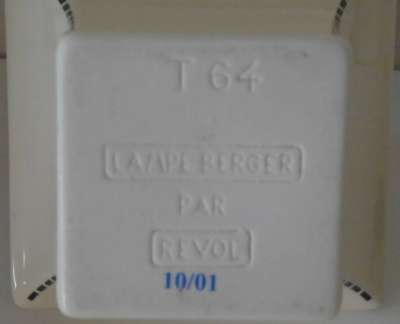 T 64
LAMPE BERGER
PAR
REVOL
10/01